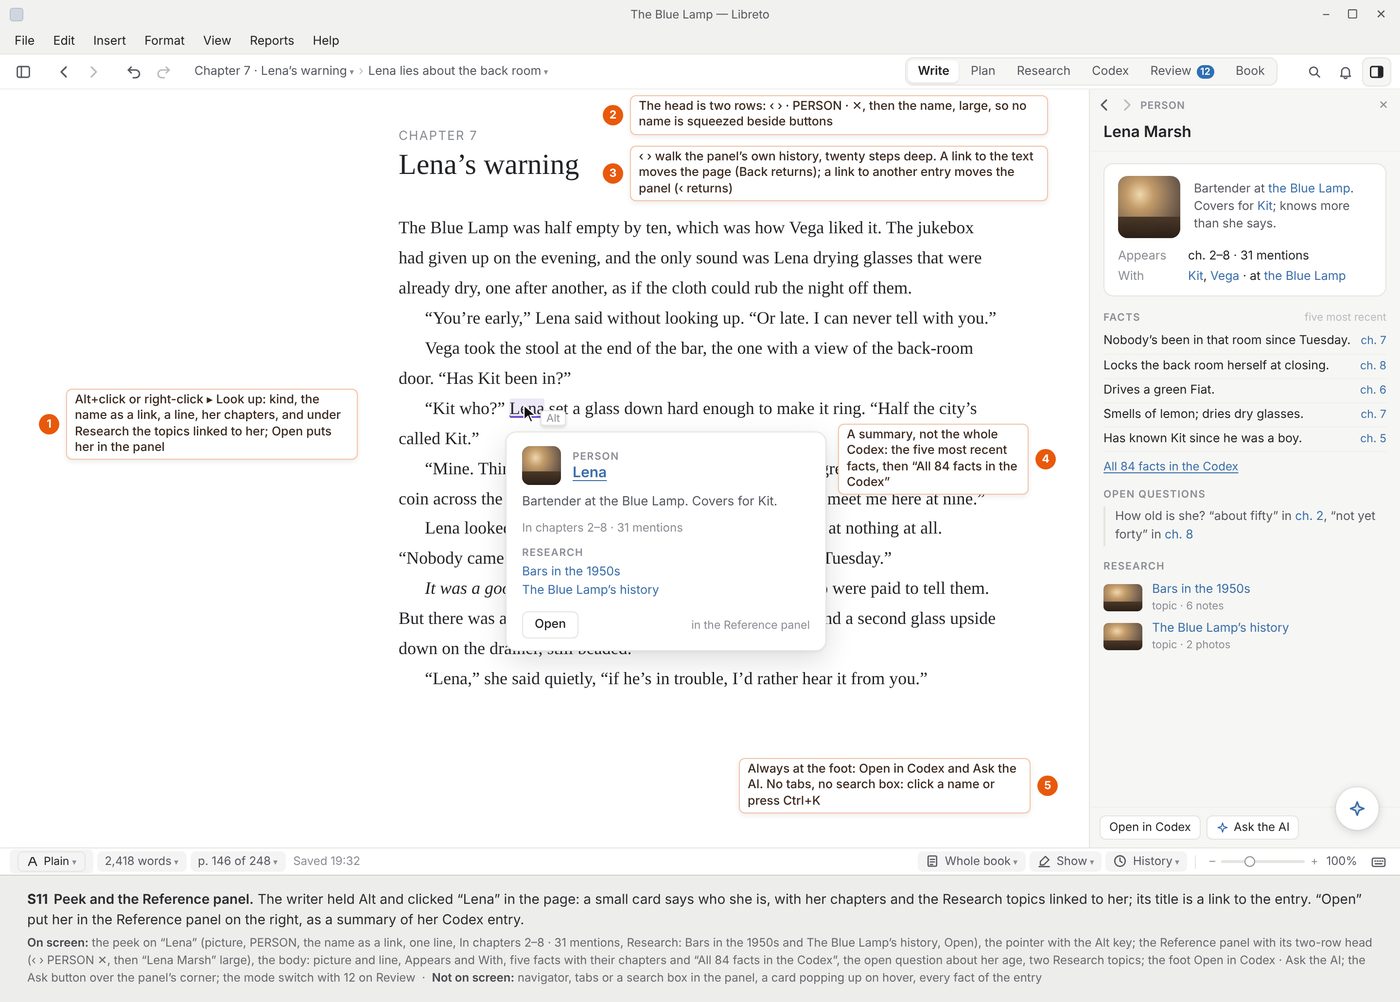 The Blue Lamp — Libreto
File Edit Insert Format View Reports Help
Chapter 7 · Lena’s warning ▾ › Lena lies about the back room ▾
Write Plan Research Codex Review 12 Book
CHAPTER 7
Lena’s warning
2
The head is two rows: ‹ › · PERSON · ✕, then the name, large, so no
name is squeezed beside buttons
3
‹ › walk the panel’s own history, twenty steps deep. A link to the text
moves the page (Back returns); a link to another entry moves the
panel (‹ returns)
The Blue Lamp was half empty by ten, which was how Vega liked it. The jukebox
had given up on the evening, and the only sound was Lena drying glasses that were
already dry, one after another, as if the cloth could rub the night off them.
“You’re early,” Lena said without looking up. “Or late. I can never tell with you.”
Vega took the stool at the end of the bar, the one with a view of the back-room
door. “Has Kit been in?”
“Kit who?” Lena set a glass down hard enough to make it ring. “Half the city’s
called Kit.”
“Mine. Thin
coin across the meet me here at nine.”
Lena looked at nothing at all.
“Nobody came Tuesday.”
It was a goo were paid to tell them.
But there was a nd a second glass upside
down on the drainer, still beaded.
“Lena,” she said quietly, “if he’s in trouble, I’d rather hear it from you.”
1
Alt+click or right-click ▸ Look up: kind, the
name as a link, a line, her chapters, and under
Research the topics linked to her; Open puts
her in the panel
Alt
PERSON
Lena
Bartender at the Blue Lamp. Covers for Kit.
In chapters 2–8 · 31 mentions
RESEARCH
Bars in the 1950s
The Blue Lamp’s history
Open
in the Reference panel
A summary, not the whole
Codex: the five most recent
facts, then “All 84 facts in the
Codex”
4
Always at the foot: Open in Codex and Ask the
AI. No tabs, no search box: click a name or
press Ctrl+K
5
‹ › PERSON ✕
Lena Marsh
Bartender at the Blue Lamp.
Covers for Kit; knows more
than she says.
Appears ch. 2–8 · 31 mentions
With Kit, Vega · at the Blue Lamp
FACTS five most recent
Nobody’s been in that room since Tuesday. ch. 7
Locks the back room herself at closing. ch. 8
Drives a green Fiat. ch. 6
Smells of lemon; dries dry glasses. ch. 7
Has known Kit since he was a boy. ch. 5
All 84 facts in the Codex
OPEN QUESTIONS
How old is she? “about fifty” in ch. 2, “not yet
forty” in ch. 8
RESEARCH
Bars in the 1950s
topic · 6 notes
The Blue Lamp’s history
topic · 2 photos
Open in Codex Ask the AI
A Plain ▾ 2,418 words ▾ p. 146 of 248 ▾ Saved 19:32
Whole book ▾ Show ▾ History ▾ − + 100%
S11 Peek and the Reference panel. The writer held Alt and clicked “Lena” in the page: a small card says who she is, with her chapters and the Research topics linked to her; its title is a link to the entry. “Open”
put her in the Reference panel on the right, as a summary of her Codex entry.
On screen: the peek on “Lena” (picture, PERSON, the name as a link, one line, In chapters 2–8 · 31 mentions, Research: Bars in the 1950s and The Blue Lamp’s history, Open), the pointer with the Alt key; the Reference panel with its two-row head
(‹ › PERSON ✕, then “Lena Marsh” large), the body: picture and line, Appears and With, five facts with their chapters and “All 84 facts in the Codex”, the open question about her age, two Research topics; the foot Open in Codex · Ask the AI; the
Ask button over the panel’s corner; the mode switch with 12 on Review · Not on screen: navigator, tabs or a search box in the panel, a card popping up on hover, every fact of the entry